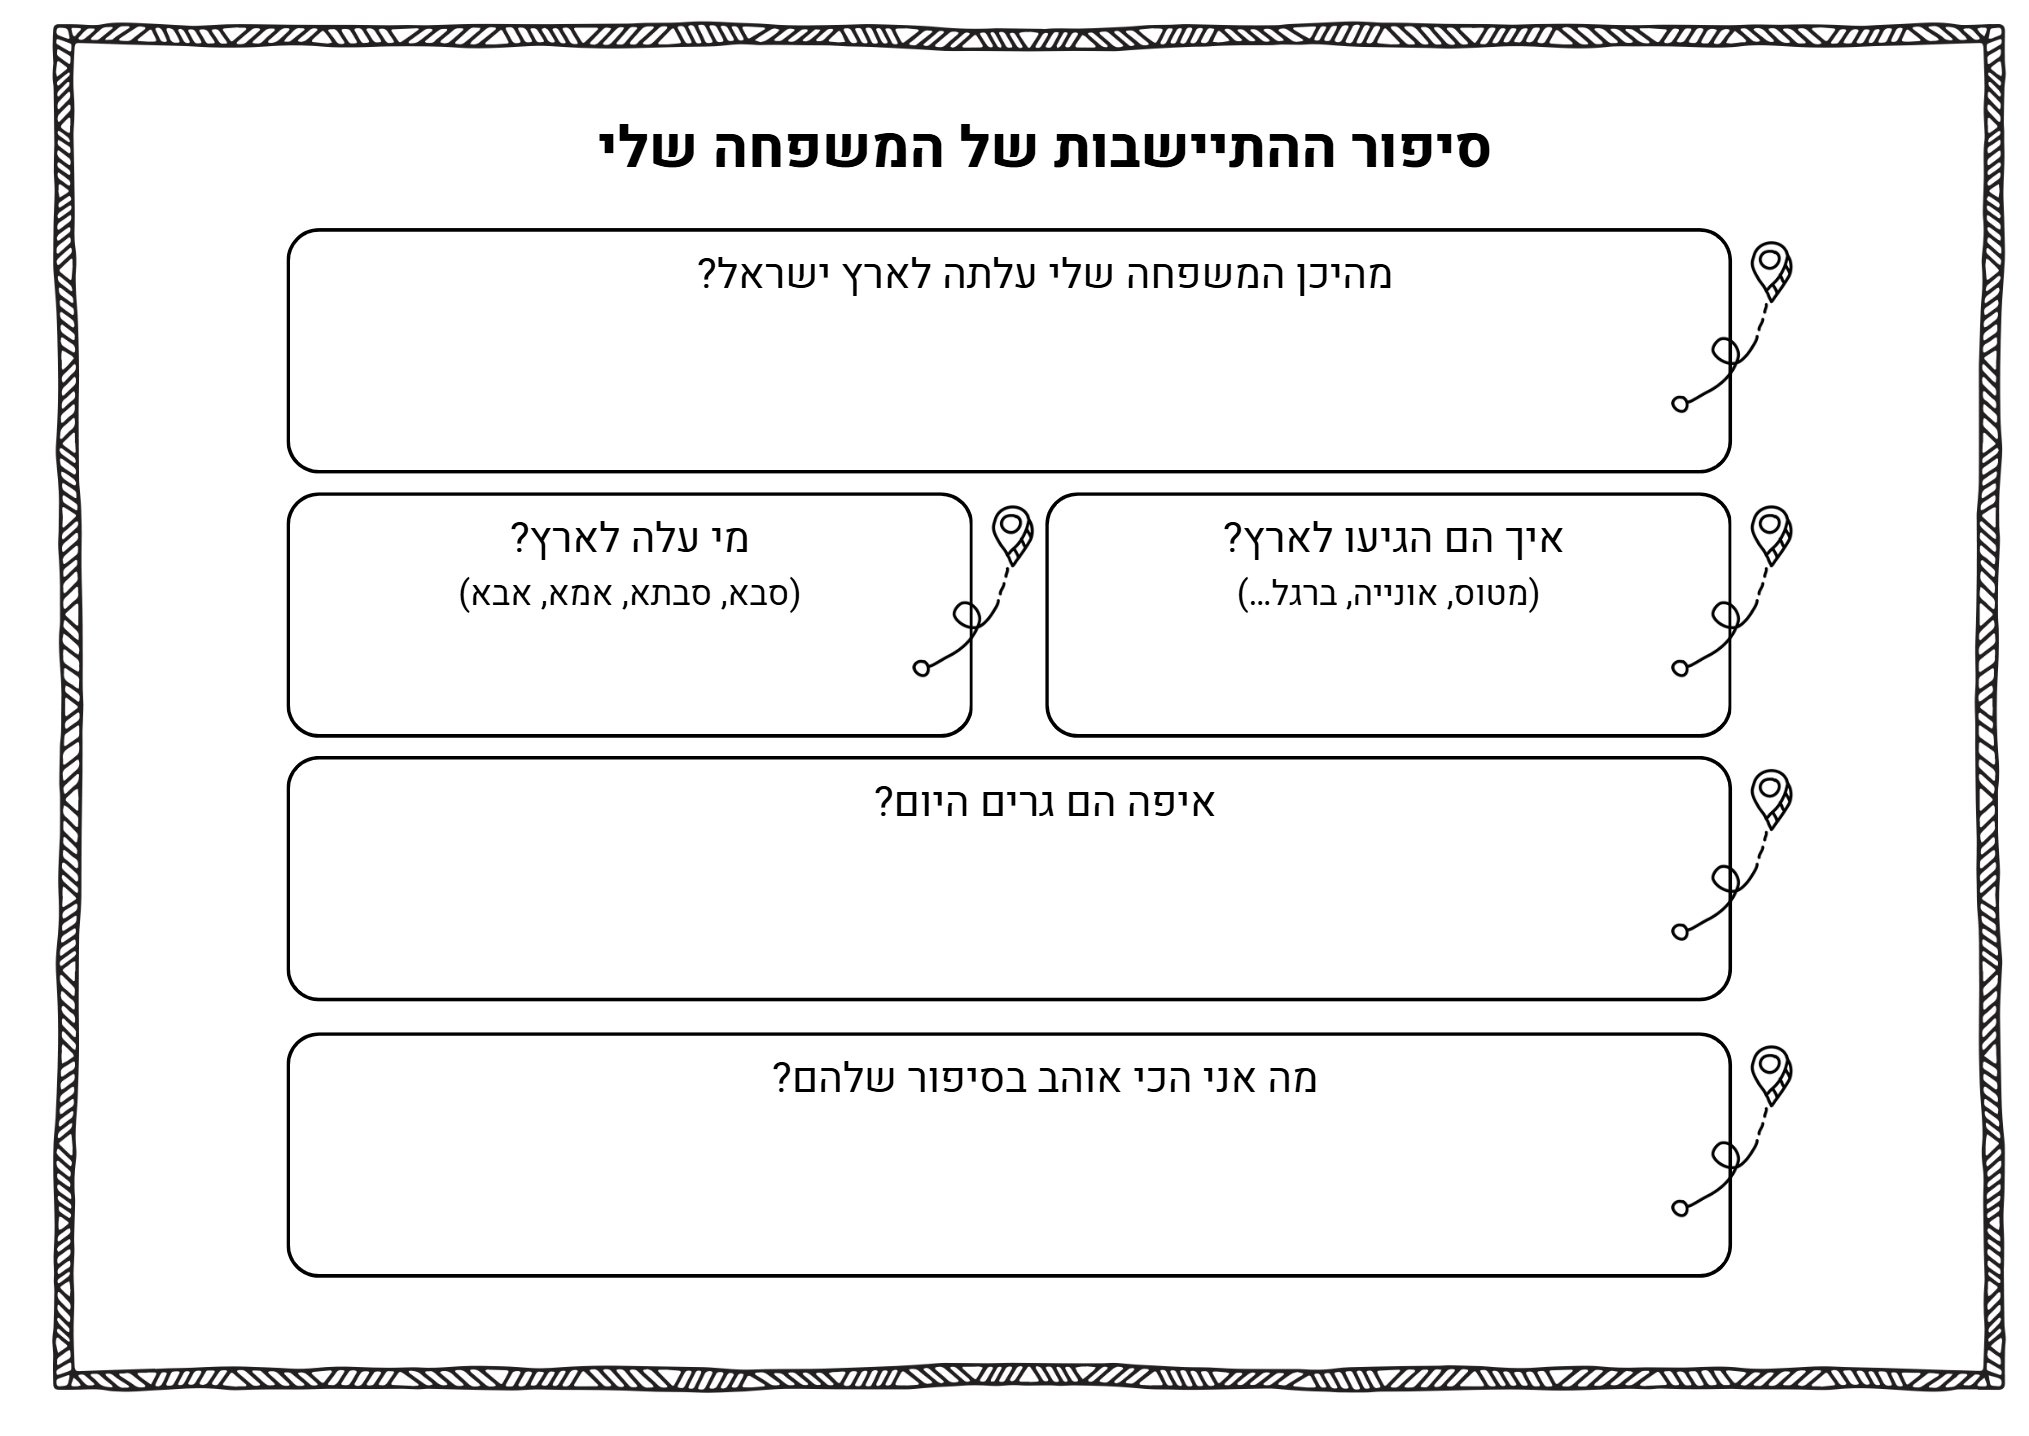 סיפור ההתיישבות של המשפחה שלי
מהיכן המשפחה שלי עלתה לארץ ישראל?
איך הם הגיעו לארץ?
(מטוס, אונייה, ברגל...)
מי עלה לארץ?
(סבא, סבתא, אמא, אבא)
איפה הם גרים היום?
מה אני הכי אוהב בסיפור שלהם?